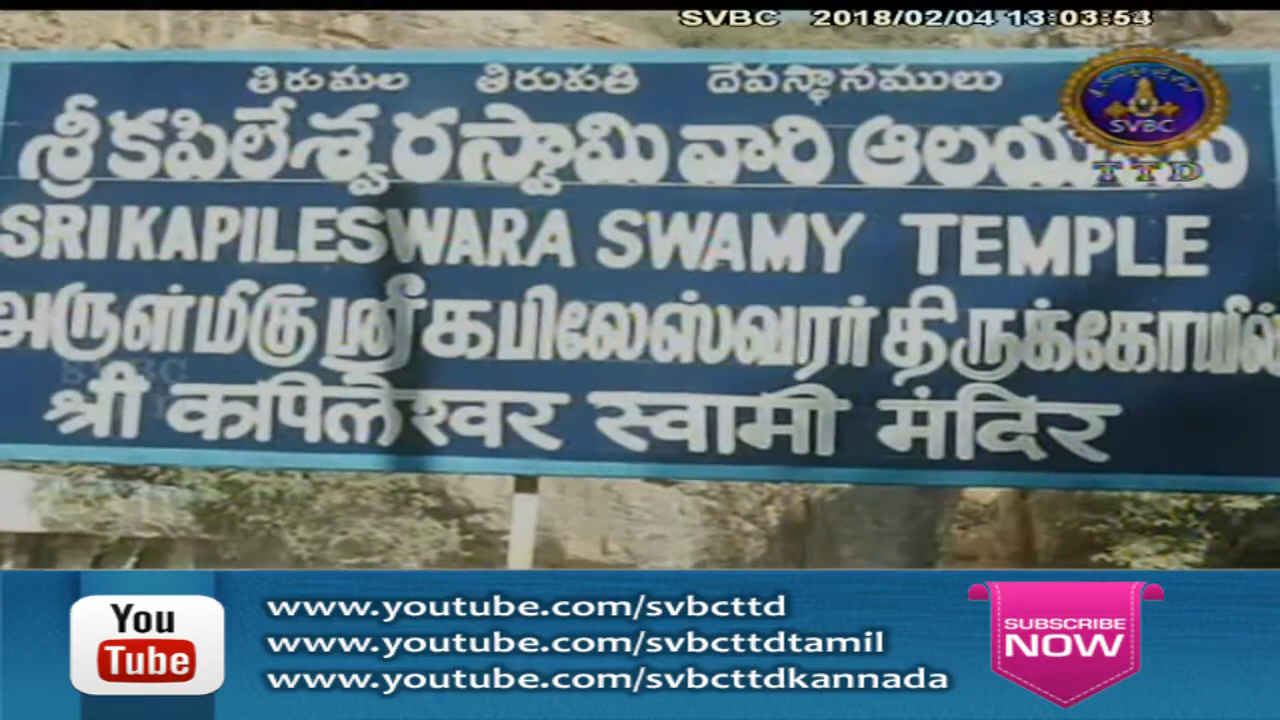 SVBC 2018/02/04 13:03:54
తిరుమల తిరుపతి దేవస్థానములు
శ్రీ కపిలేశ్వర స్వామి వారి
SVBC
TTD
SRI KAPILESWARA SWAMY TEMPLE
அருள்மிகு ஸ்ரீ கபிலேஸ்வரர் திருக்கோயில்
SVBC
श्री कपिलेश्वर स्वामी मंदिर
You
Tube
www.youtube.com/svbcttd
www.youtube.com/svbcttdtamil
www.youtube.com/svbcttdkannada
SUBSCRIBE
NOW